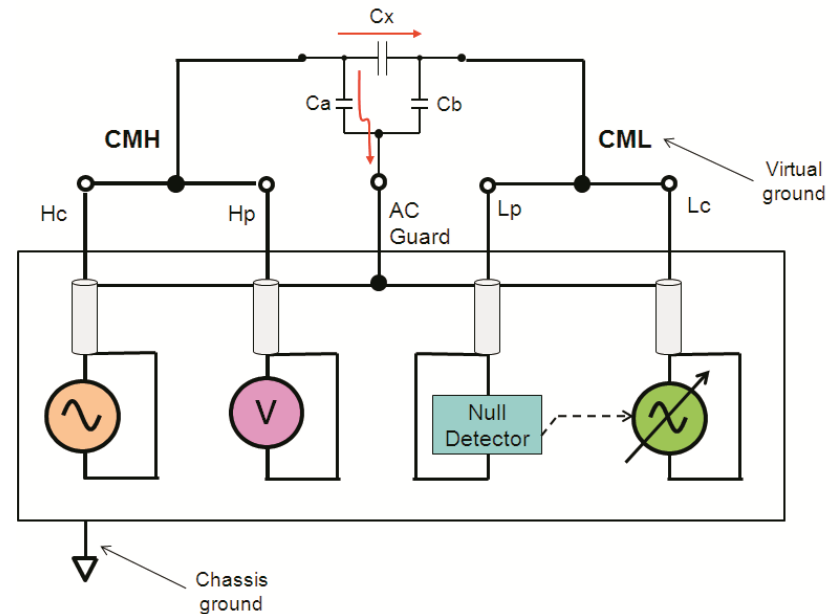 Cx
Ca
Cb
CMH
CML
Virtual
ground
Hc
Hp
AC
Guard
Lp
Lc
V
Null
Detector
Chassis
ground